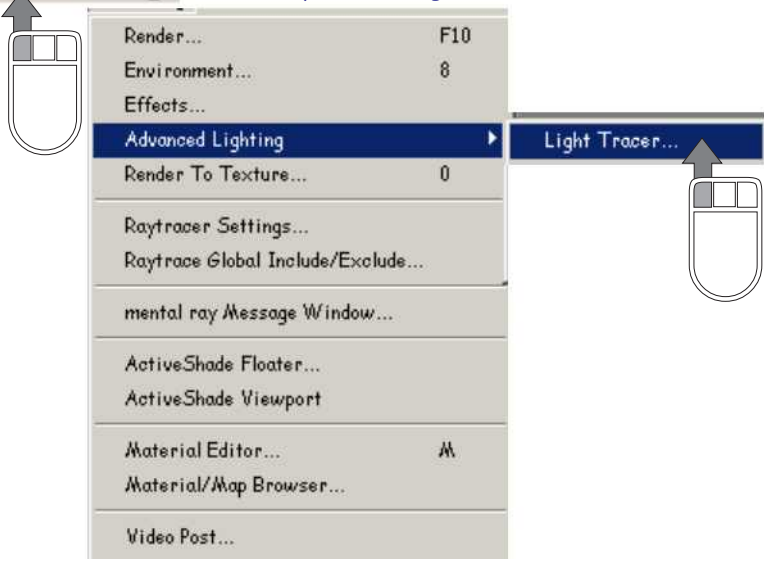 Render... F10
Environment... 8
Effects...
Advanced Lighting Light Tracer...
Render To Texture... 0
Raytracer Settings...
Raytrace Global Include/Exclude...
mental ray Message Window...
ActiveShade Floater...
ActiveShade Viewport
Material Editor... M
Material/Map Browser...
Video Post...